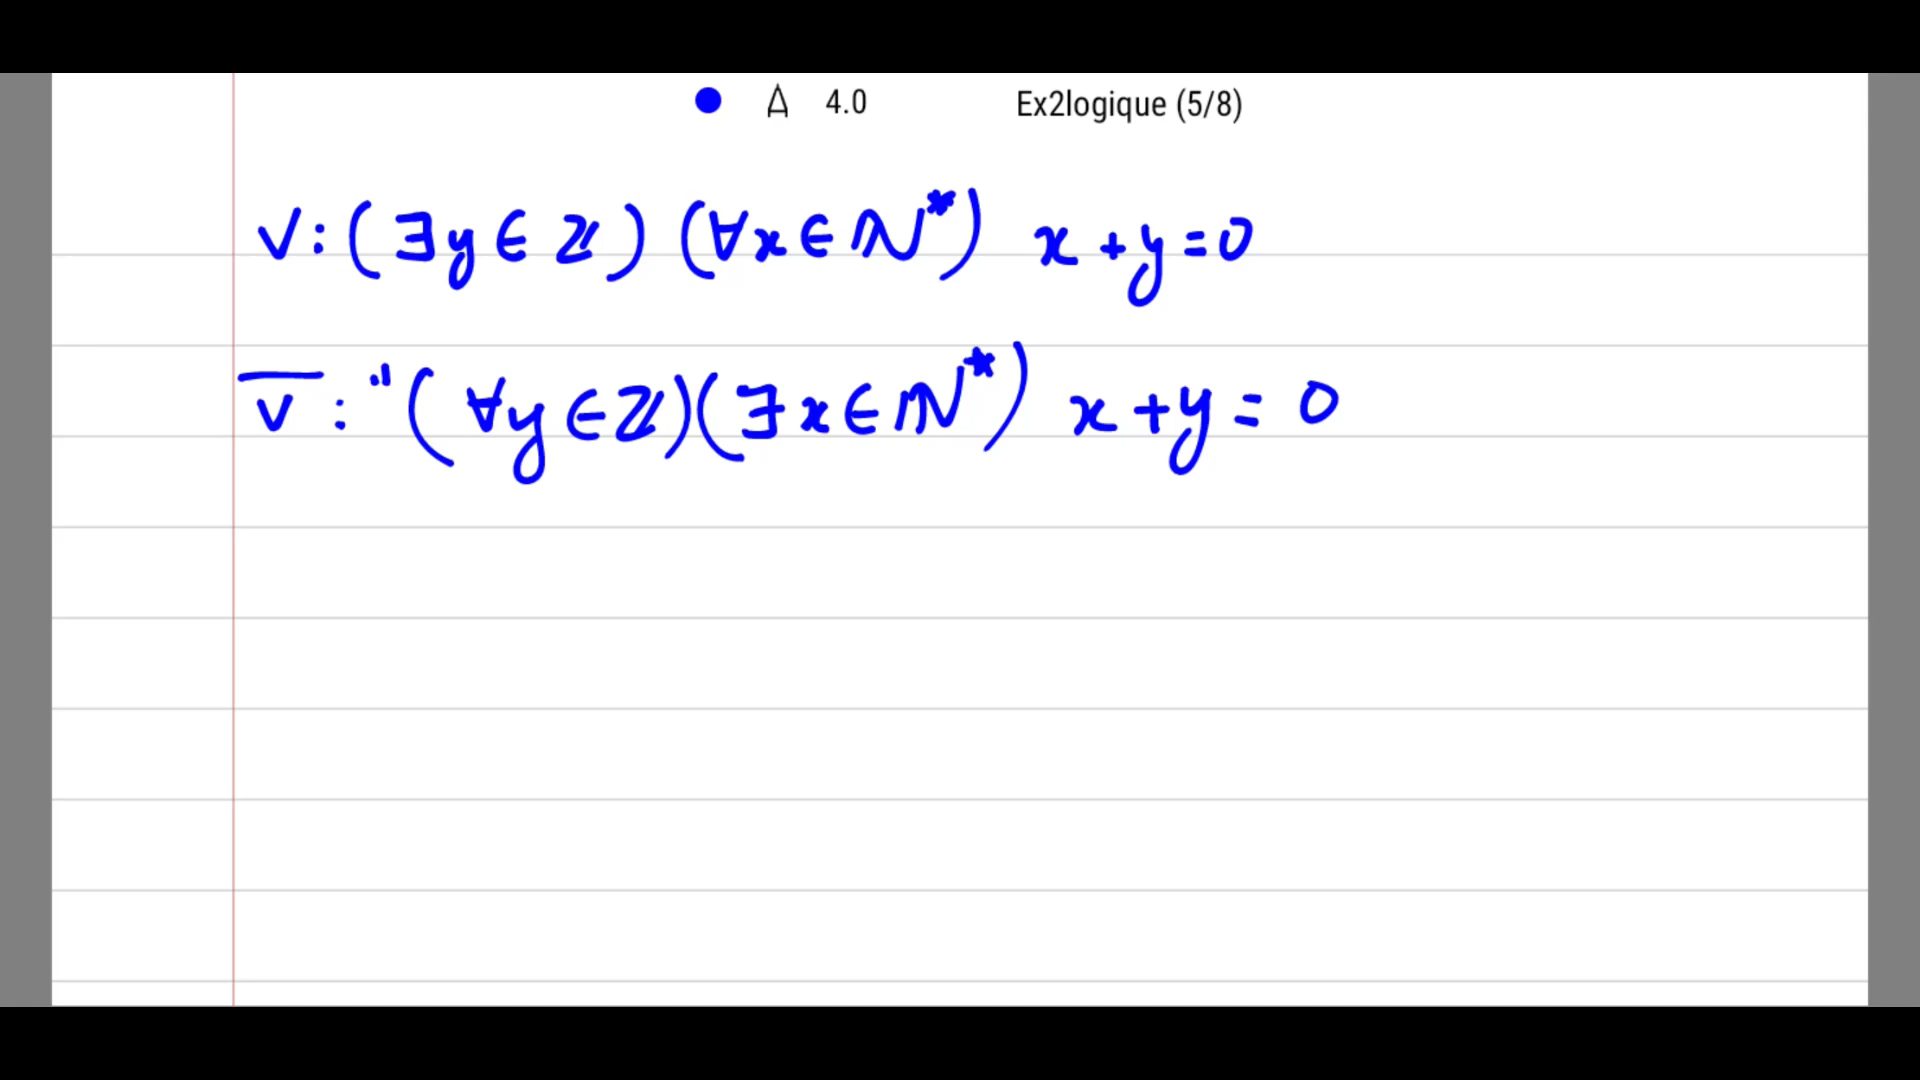 4.0 Ex2logique (5/8)
V: (∃y ∈ ℤ) (∀x ∈ ℕ*) x + y = 0
V̅ : "( ∀y ∈ ℤ)(∃x ∈ ℕ*) x + y = 0